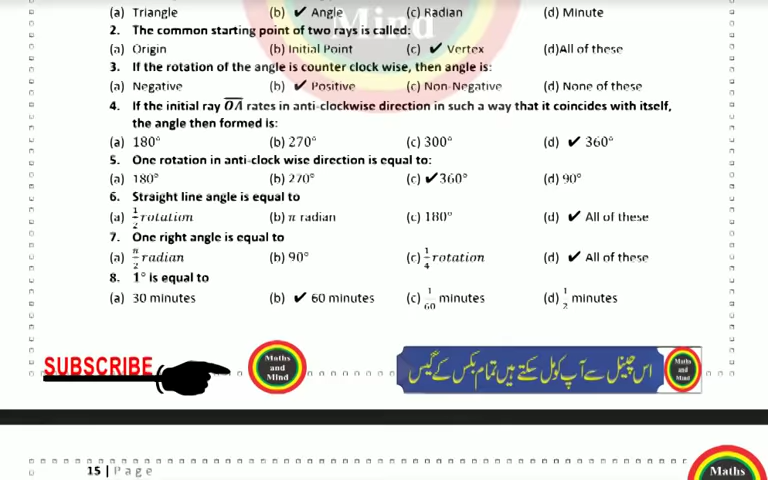 (a) Triangle (b) ✔ Angle (c) Radian (d) Minute
2. The common starting point of two rays is called:
(a) Origin (b) Initial Point (c) ✔ Vertex (d)All of these
3. If the rotation of the angle is counter clock wise, then angle is:
(a) Negative (b) ✔ Positive (c) Non-Negative (d) None of these
4. If the initial ray OA rates in anti-clockwise direction in such a way that it coincides with itself,
the angle then formed is:
(a) 180° (b) 270° (c) 300° (d) ✔ 360°
5. One rotation in anti-clock wise direction is equal to:
(a) 180° (b) 270° (c) ✔360° (d) 90°
6. Straight line angle is equal to
(a) 1/2 rotation (b) π radian (c) 180° (d) ✔ All of these
7. One right angle is equal to
(a) π/2 radian (b) 90° (c) 1/4 rotation (d) ✔ All of these
8. 1° is equal to
(a) 30 minutes (b) ✔ 60 minutes (c) 1/60 minutes (d) 1/2 minutes
Mind
SUBSCRIBE
Maths
and
Mind
اس چینل سے آپ کو مل سکتے ہیں تمام بکس کے گیس
Maths
and
Mind
15 | Page
Maths